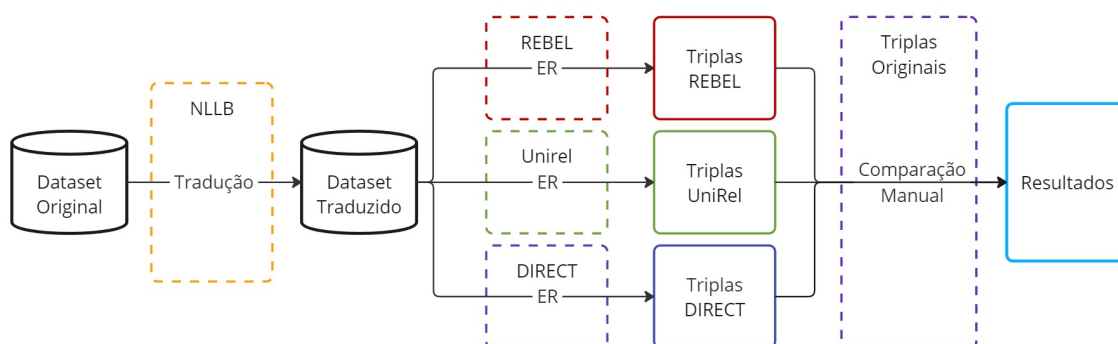 Dataset
Original
NLLB
Tradução
Dataset
Traduzido
REBEL
ER
Unirel
ER
DIRECT
ER
Triplas
REBEL
Triplas
UniRel
Triplas
DIRECT
Triplas
Originais
Comparação
Manual
Resultados